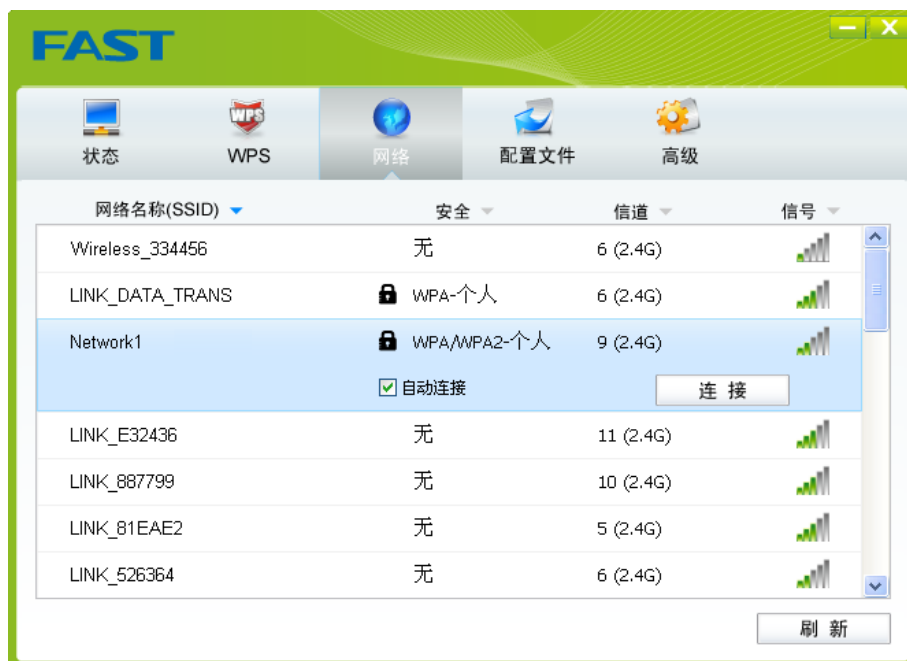 FAST
状态 WPS 网络 配置文件 高级
网络名称(SSID) 安全 信道 信号
Wireless_334456 无 6 (2.4G)
LINK_DATA_TRANS WPA-个人 6 (2.4G)
Network1 WPA/WPA2-个人 9 (2.4G)
自动连接 连 接
LINK_E32436 无 11 (2.4G)
LINK_887799 无 10 (2.4G)
LINK_81EAE2 无 5 (2.4G)
LINK_526364 无 6 (2.4G)
刷 新